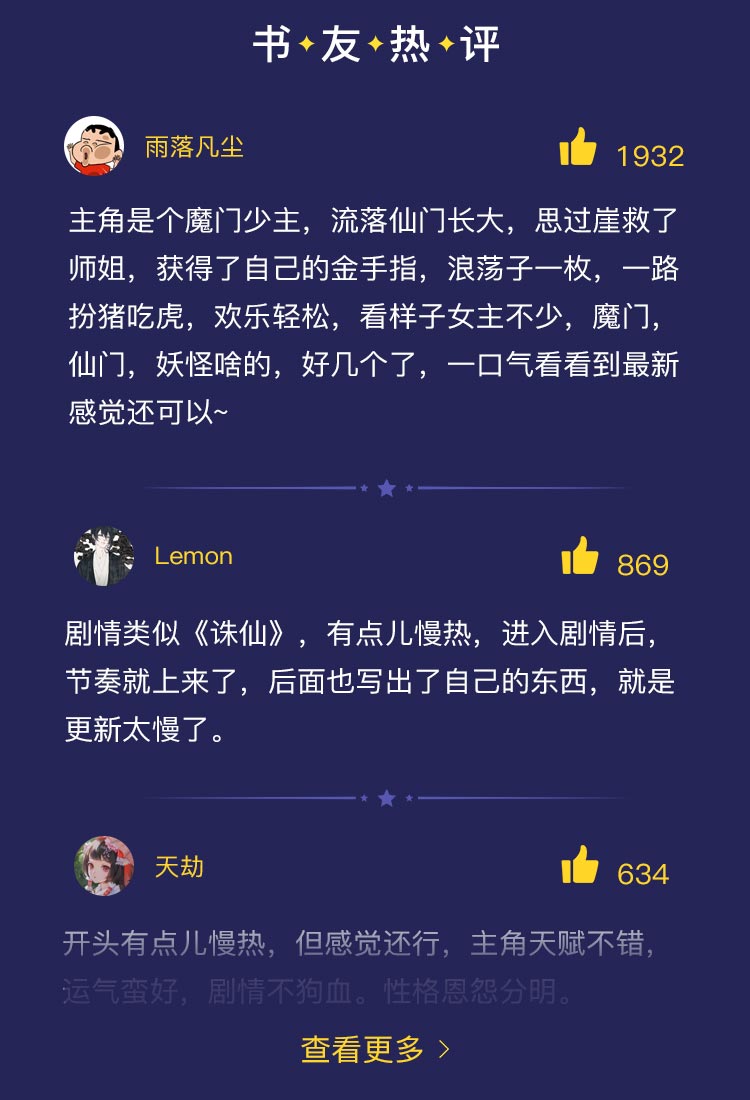 书✦友✦热✦评
雨落凡尘
1932
主角是个魔门少主，流落仙门长大，思过崖救了
师姐，获得了自己的金手指，浪荡子一枚，一路
扮猪吃虎，欢乐轻松，看样子女主不少，魔门，
仙门，妖怪啥的，好几个了，一口气看看到最新
感觉还可以~
Lemon
869
剧情类似《诛仙》，有点儿慢热，进入剧情后，
节奏就上来了，后面也写出了自己的东西，就是
更新太慢了。
天劫
634
开头有点儿慢热，但感觉还行，主角天赋不错，
运气蛮好，剧情不狗血。性格恩怨分明。
查看更多 >